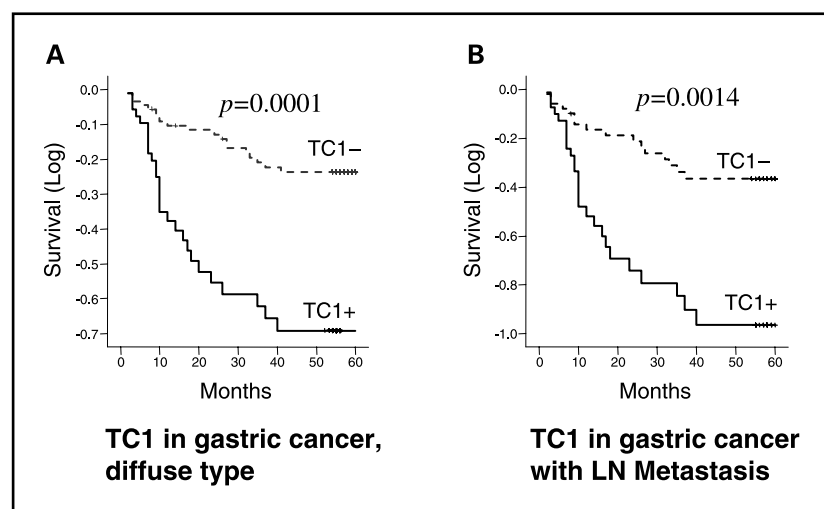 A
p=0.0001
TC1−
TC1+
Survival (Log)
0.0
-0.1
-0.2
-0.3
-0.4
-0.5
-0.6
-0.7
0 10 20 30 40 50 60
Months
TC1 in gastric cancer,
diffuse type
B
p=0.0014
TC1−
TC1+
Survival (Log)
0.0
-0.2
-0.4
-0.6
-0.8
-1.0
0 10 20 30 40 50 60
Months
TC1 in gastric cancer
with LN Metastasis